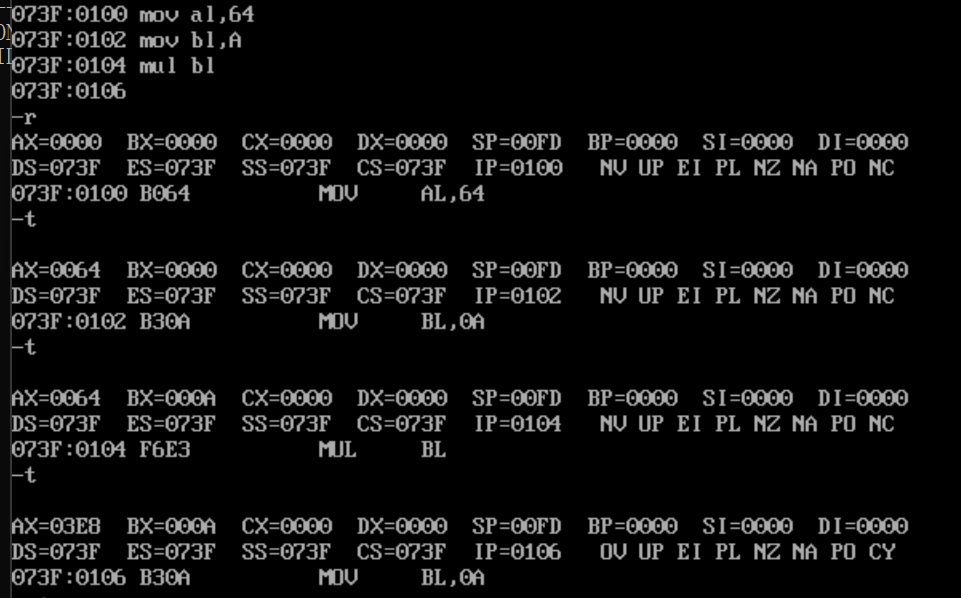 073F:0100 mov al,64
073F:0102 mov bl,A
073F:0104 mul bl
073F:0106
-r
AX=0000  BX=0000  CX=0000  DX=0000  SP=00FD  BP=0000  SI=0000  DI=0000
DS=073F  ES=073F  SS=073F  CS=073F  IP=0100   NV UP EI PL NZ NA PO NC
073F:0100 B064          MOV     AL,64
-t
AX=0064  BX=0000  CX=0000  DX=0000  SP=00FD  BP=0000  SI=0000  DI=0000
DS=073F  ES=073F  SS=073F  CS=073F  IP=0102   NV UP EI PL NZ NA PO NC
073F:0102 B30A          MOV     BL,0A
-t
AX=0064  BX=000A  CX=0000  DX=0000  SP=00FD  BP=0000  SI=0000  DI=0000
DS=073F  ES=073F  SS=073F  CS=073F  IP=0104   NV UP EI PL NZ NA PO NC
073F:0104 F6E3          MUL     BL
-t
AX=03E8  BX=000A  CX=0000  DX=0000  SP=00FD  BP=0000  SI=0000  DI=0000
DS=073F  ES=073F  SS=073F  CS=073F  IP=0106   OV UP EI PL NZ NA PO CY
073F:0106 B30A          MOV     BL,0A